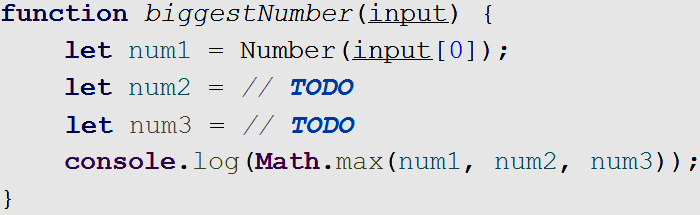 function biggestNumber(input) {
    let num1 = Number(input[0]);
    let num2 = // TODO
    let num3 = // TODO
    console.log(Math.max(num1, num2, num3));
}